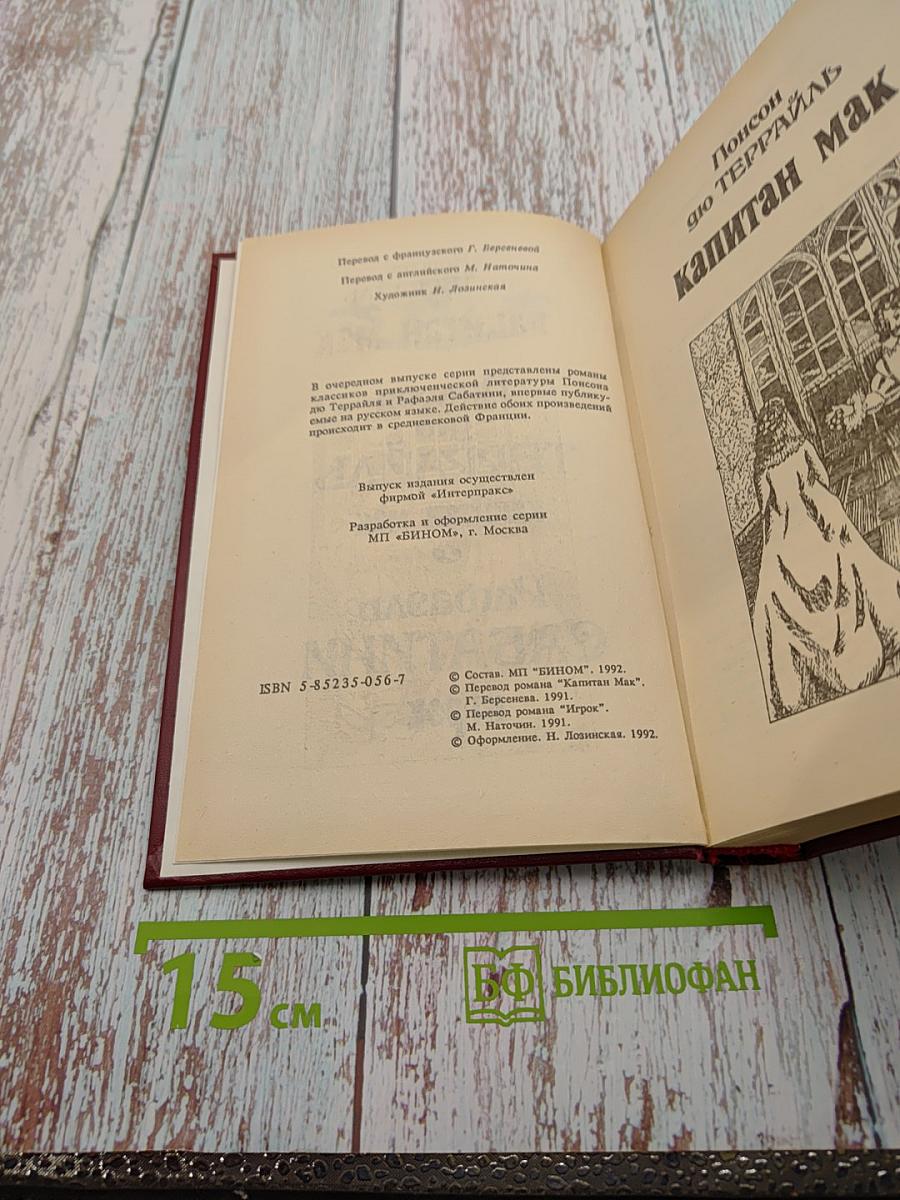 Перевод с французского Г. Берсеневой
Перевод с английского М. Наточина
Художник Н. Лозинская
В очередном выпуске серии представлены романы
классиков приключенческой литературы Понсона
дю Террайля и Рафаэля Сабатини, впервые публику-
емые на русском языке. Действие обоих произведений
происходит в средневековой Франции.
Выпуск издания осуществлен
фирмой «Интерпракс»
Разработка и оформление серии
МП «БИНОМ», г. Москва
ISBN 5-85235-056-7
© Состав. МП "БИНОМ". 1992.
© Перевод романа "Капитан Мак".
Г. Берсенева. 1991.
© Перевод романа "Игрок".
М. Наточин. 1991.
© Оформление. Н. Лозинская. 1992.
Понсон
дю ТЕРРАЙЛЬ
КАПИТАН МАК
15 см
БФ БИБЛИОФАН